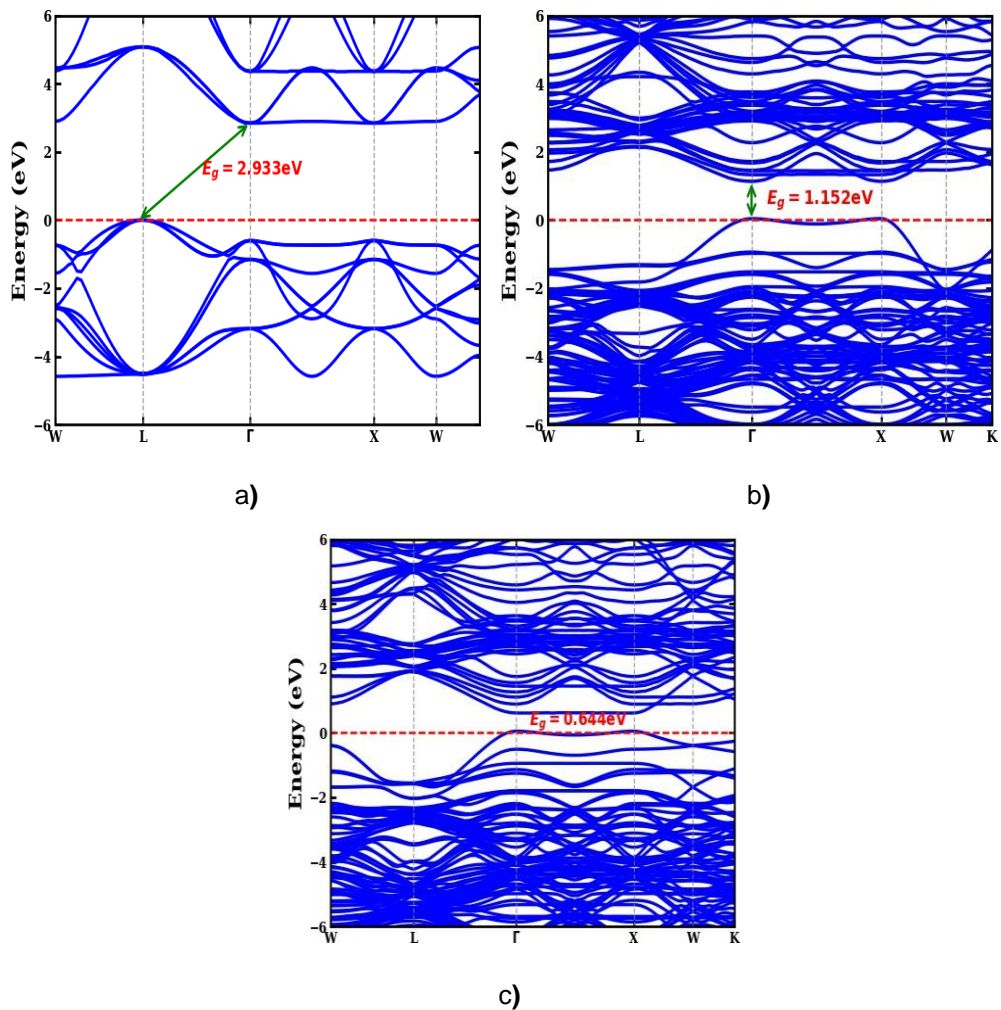 6
4
2
0
−2
−4
−6
Energy (eV)
E_g = 2.933eV
W L Γ X W
a)
6
4
2
0
−2
−4
−6
Energy (eV)
E_g = 1.152eV
W L Γ X W K
b)
6
4
2
0
−2
−4
−6
Energy (eV)
E_g = 0.644eV
W L Γ X W K
c)